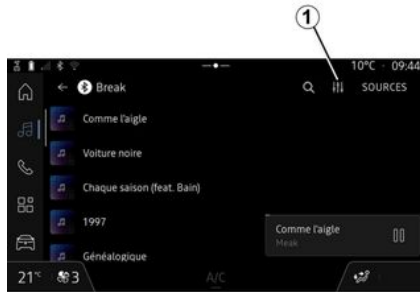 1
10°C · 09:44
Break
SOURCES
Comme l'aigle
Voiture noire
Chaque saison (feat. Bain)
1997
Généalogique
Comme l'aigle
Meak
21°C
3
A/C